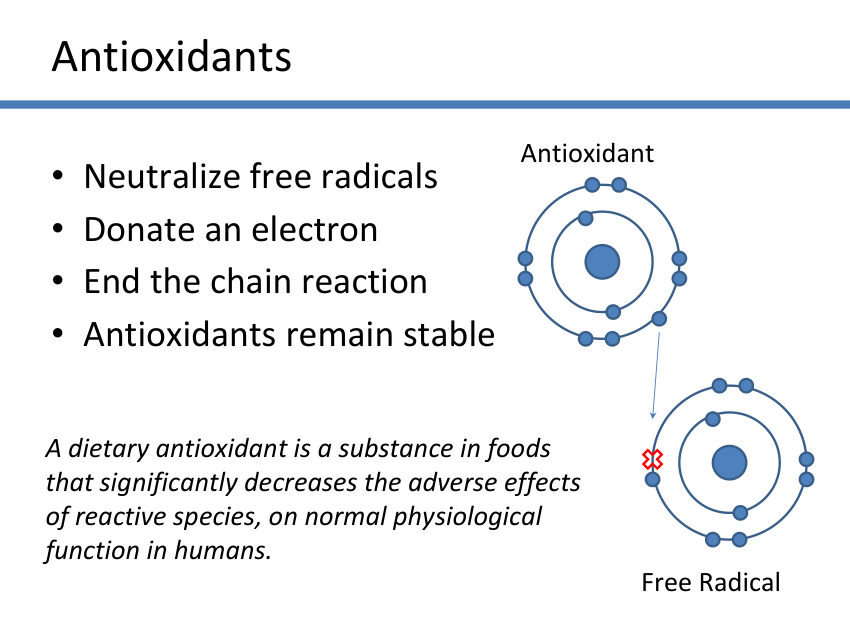 Antioxidants
• Neutralize free radicals
• Donate an electron
• End the chain reaction
• Antioxidants remain stable
A dietary antioxidant is a substance in foods
that significantly decreases the adverse effects
of reactive species, on normal physiological
function in humans.
Antioxidant
Free Radical